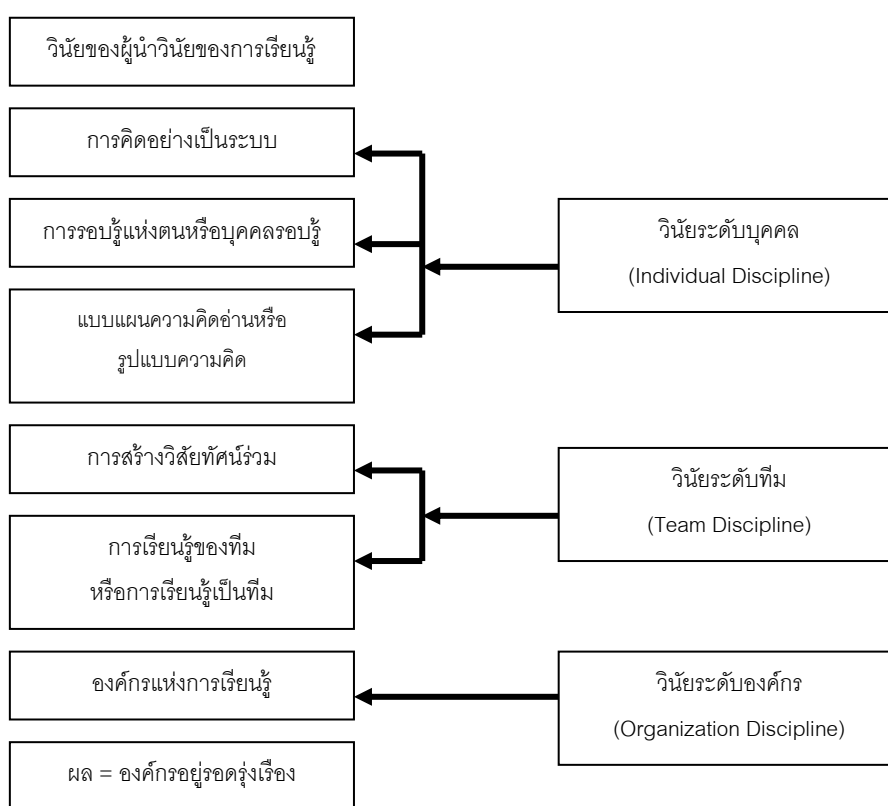 วินัยของผู้นำวินัยของการเรียนรู้
การคิดอย่างเป็นระบบ
การรอบรู้แห่งตนหรือบุคคลรอบรู้
แบบแผนความคิดอ่านหรือ
รูปแบบความคิด
วินัยระดับบุคคล
(Individual Discipline)
การสร้างวิสัยทัศน์ร่วม
การเรียนรู้ของทีม
หรือการเรียนรู้เป็นทีม
วินัยระดับทีม
(Team Discipline)
องค์กรแห่งการเรียนรู้
วินัยระดับองค์กร
(Organization Discipline)
ผล = องค์กรอยู่รอดรุ่งเรือง